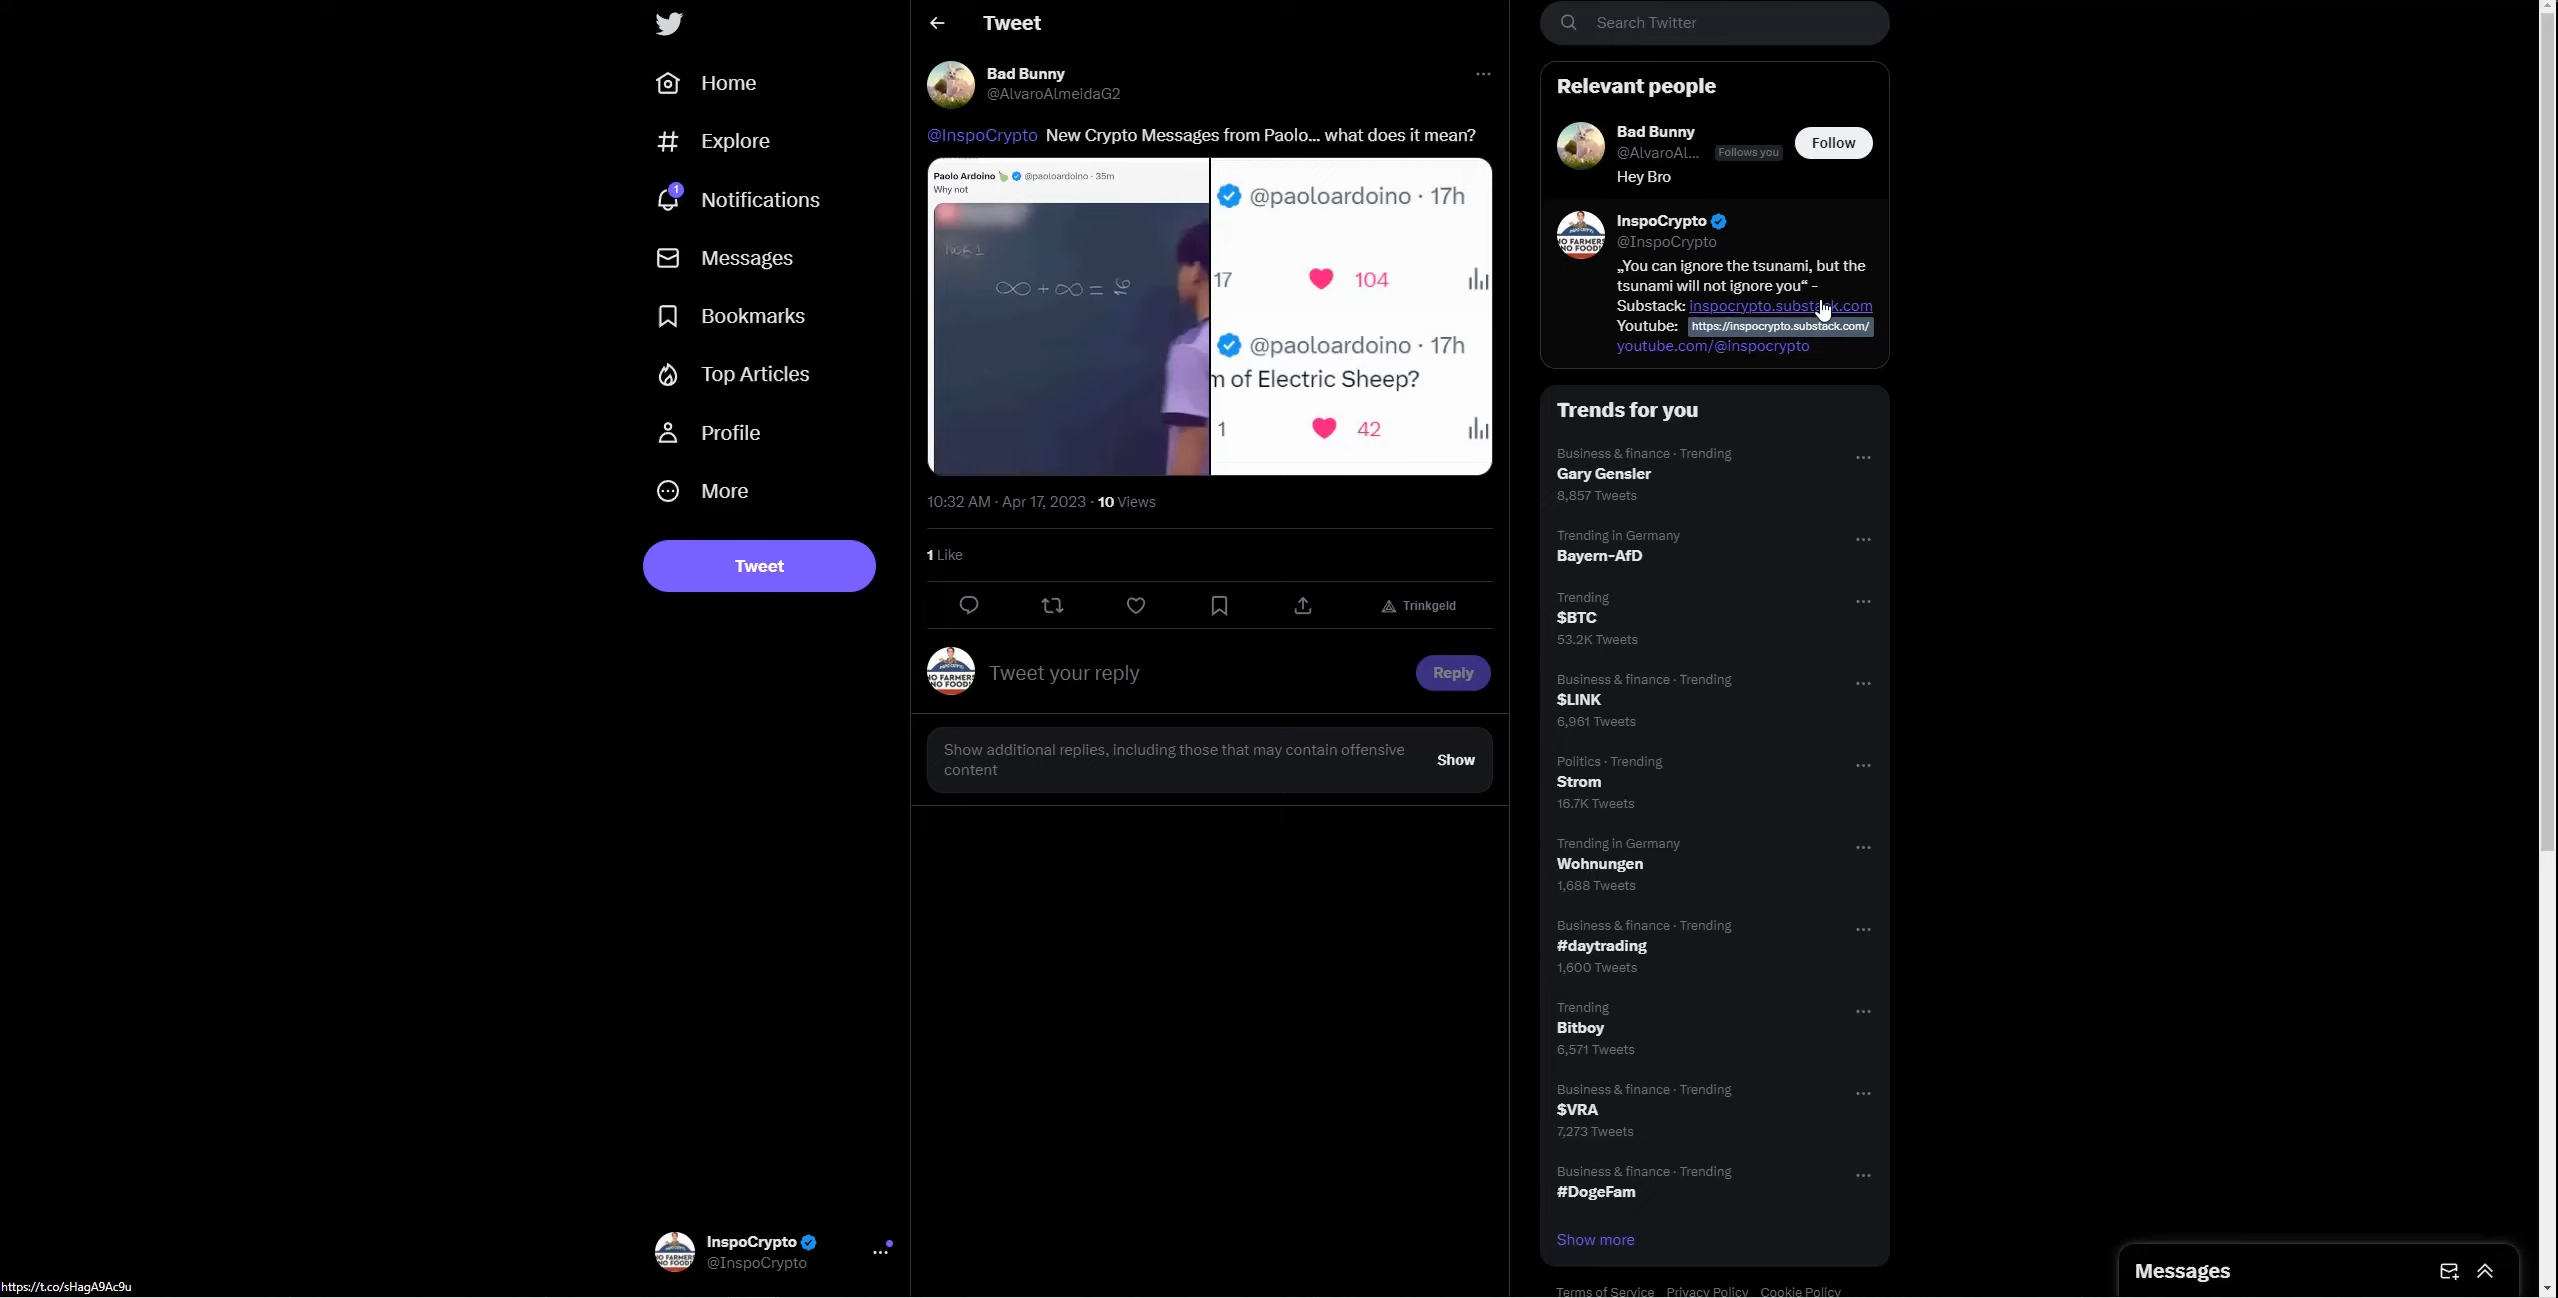 Home
Explore
1
Notifications
Messages
Bookmarks
Top Articles
Profile
More
Tweet
InspoCrypto
@InspoCrypto
https://t.co/sHagA9Ac9u
Tweet
Bad Bunny
@AlvaroAlmeidaG2
@InspoCrypto New Crypto Messages from Paolo... what does it mean?
Paolo Ardoino @paoloardoino · 35m
Why not
∞ + ∞ =
@paoloardoino · 17h
17 104
@paoloardoino · 17h
m of Electric Sheep?
1 42
10:32 AM · Apr 17, 2023 · 10 Views
1 Like
Trinkgeld
NO FARMERS
NO FOOD!
Tweet your reply
Reply
Show additional replies, including those that may contain offensive
content
Show
Search Twitter
Relevant people
Bad Bunny
@AlvaroAl... Follows you
Follow
Hey Bro
InspoCrypto
@InspoCrypto
„You can ignore the tsunami, but the
tsunami will not ignore you“ -
Substack: inspocrypto.substack.com
Youtube: https://inspocrypto.substack.com/
youtube.com/@inspocrypto
Trends for you
Business & finance · Trending
Gary Gensler
8,857 Tweets
Trending in Germany
Bayern-AfD
Trending
$BTC
53.2K Tweets
Business & finance · Trending
$LINK
6,961 Tweets
Politics · Trending
Strom
16.7K Tweets
Trending in Germany
Wohnungen
1,688 Tweets
Business & finance · Trending
#daytrading
1,600 Tweets
Trending
Bitboy
6,571 Tweets
Business & finance · Trending
$VRA
7,273 Tweets
Business & finance · Trending
#DogeFam
Show more
Terms of Service Privacy Policy Cookie Policy
Messages